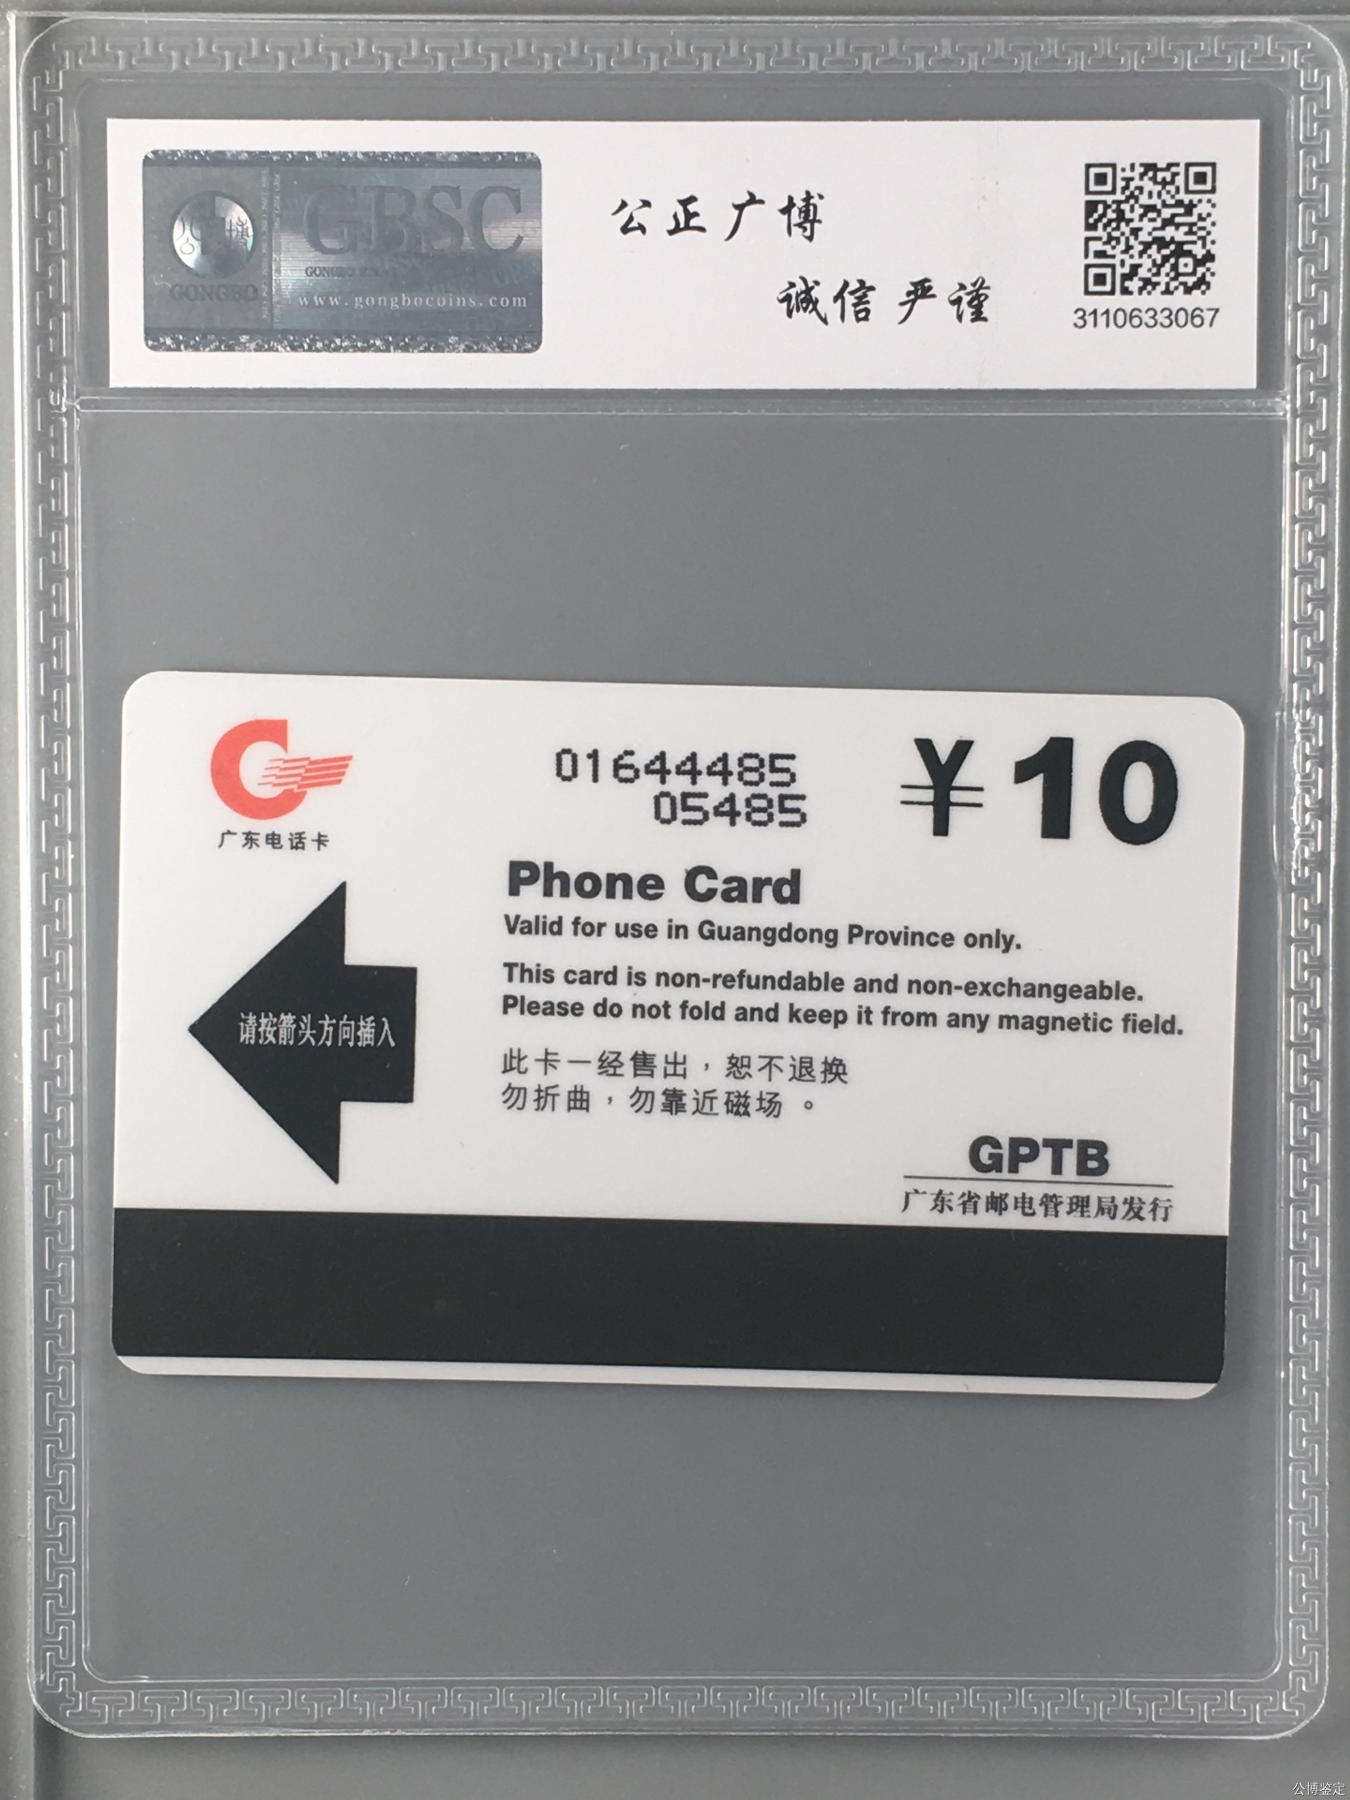 GBSC
GONGBO
www.gongbocoins.com
公正广博
诚信严谨
3110633067
广东电话卡
01644485
05485
¥10
Phone Card
Valid for use in Guangdong Province only.
This card is non-refundable and non-exchangeable.
Please do not fold and keep it from any magnetic field.
请按箭头方向插入
此卡一经售出，恕不退换
勿折曲，勿靠近磁场。
GPTB
广东省邮电管理局发行
公博鉴定